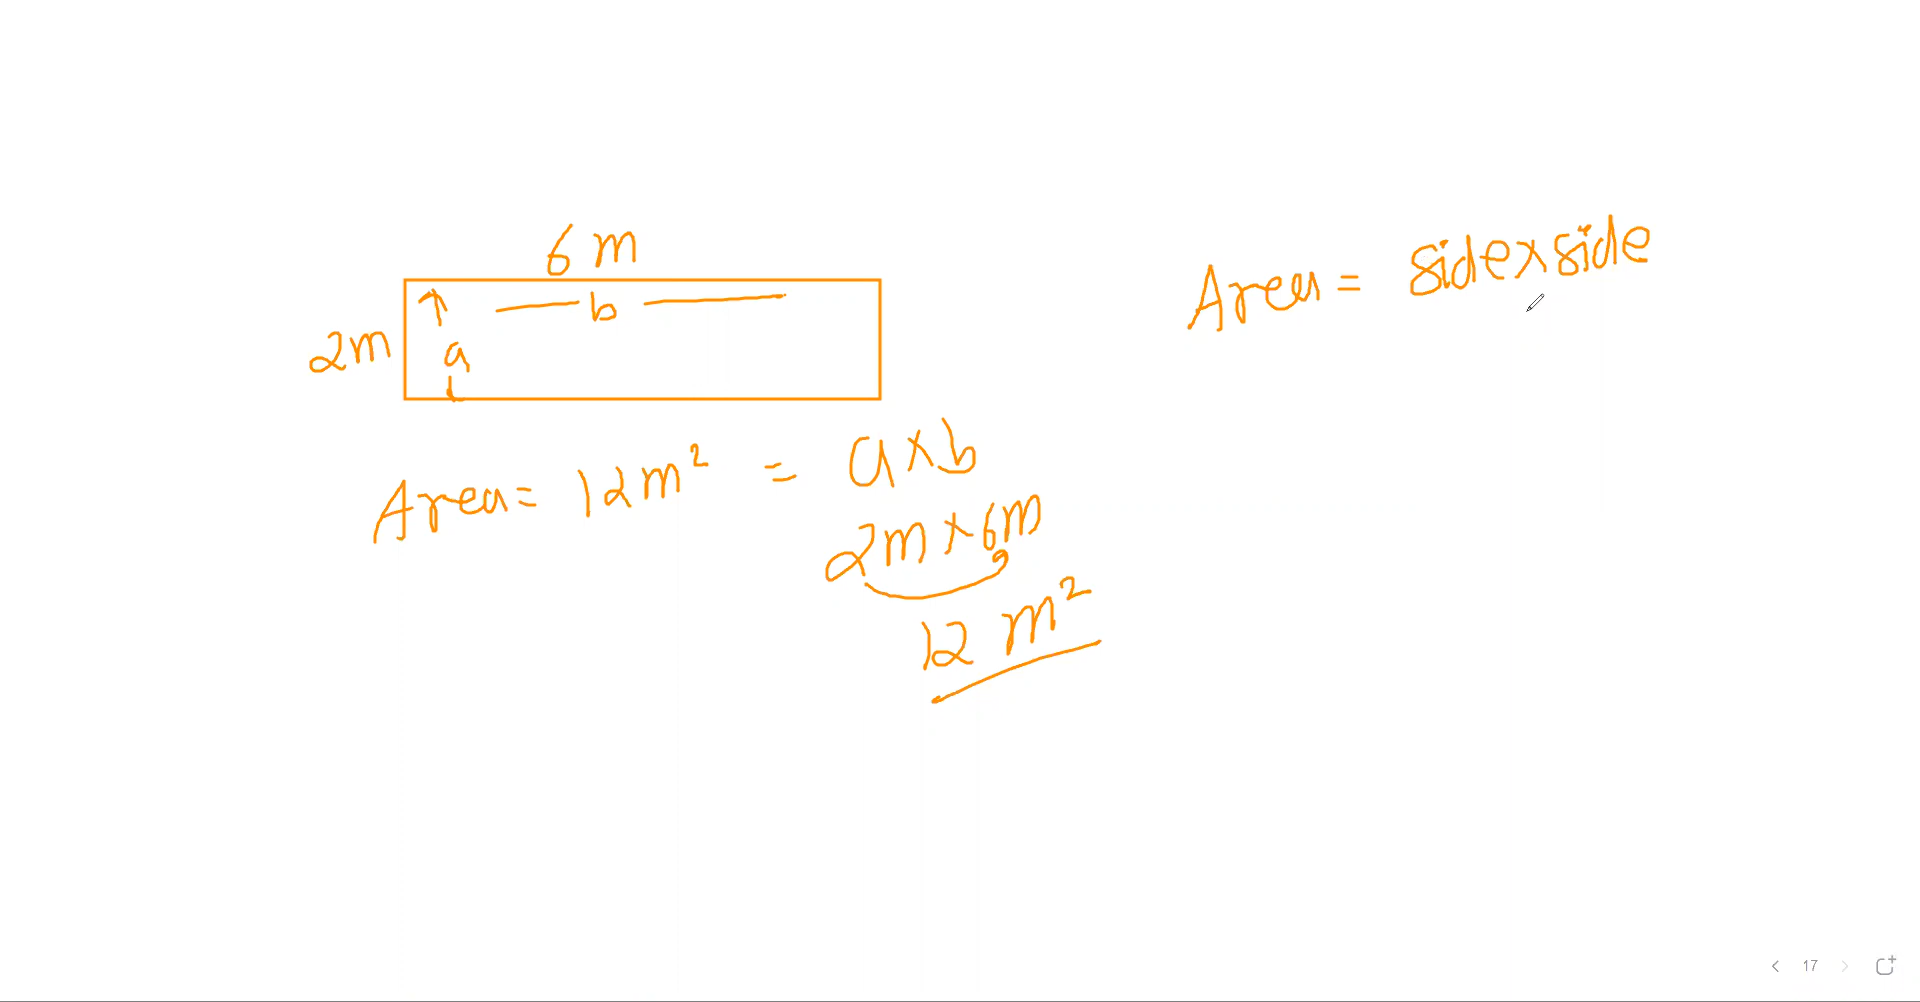 6 m
b
2m
a
Area = side×side
Area = 12m² = a×b
2m × 6m
12 m²
17